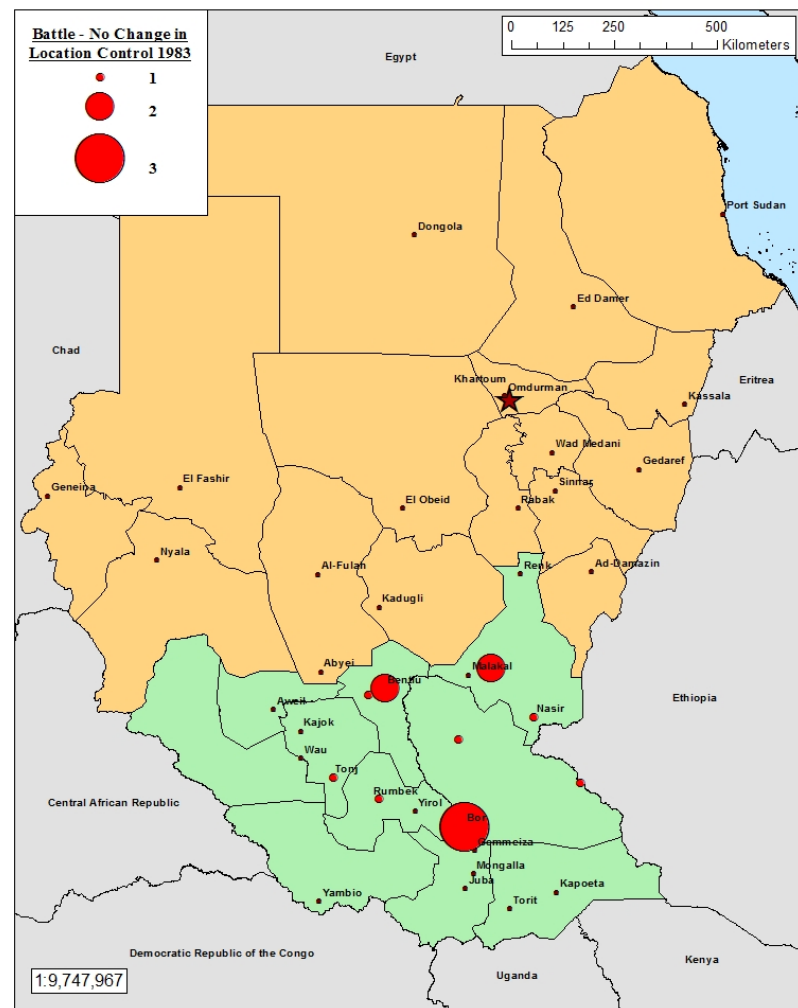 Battle - No Change in
Location Control 1983
1
2
3
0 125 250 500
Kilometers
Egypt
Port Sudan
Dongola
Ed Damer
Chad
Khartoum
Omdurman
Eritrea
Kassala
Wad Medani
Gedaref
El Fashir
Sinnar
Geneina
El Obeid
Rabak
Nyala
Al-Fulah
Renk
Ad-Damazin
Kadugli
Abyei
Malakal
Bentiu
Ethiopia
Aweil
Nasir
Kajok
Wau
Tonj
Rumbek
Yirol
Central African Republic
Bor
Gemmeiza
Mongalla
Juba
Kapoeta
Yambio
Torit
Democratic Republic of the Congo
Kenya
Uganda
1:9,747,967